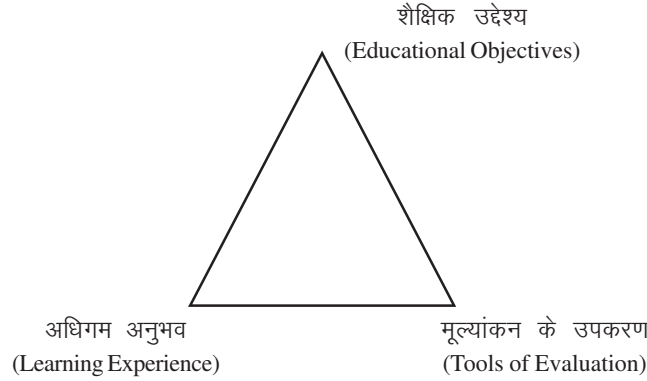 शैक्षिक उद्देश्य
(Educational Objectives)
अधिगम अनुभव
(Learning Experience)
मूल्यांकन के उपकरण
(Tools of Evaluation)